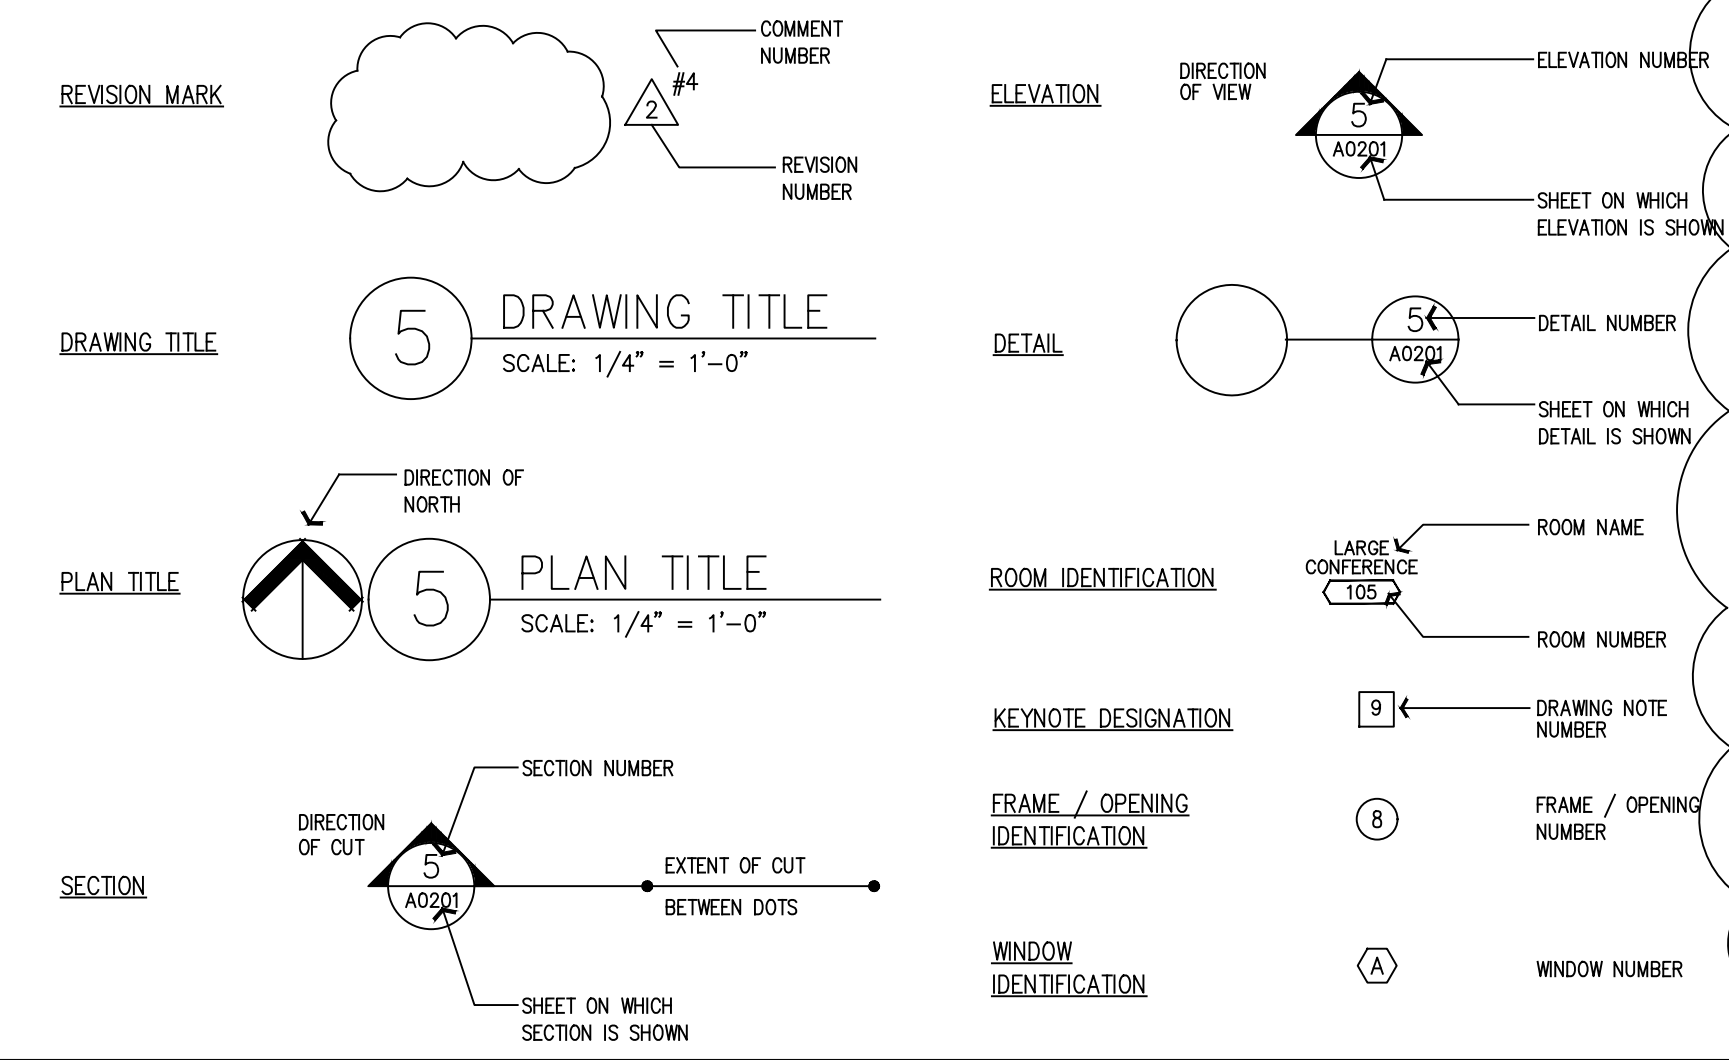 REVISION MARK
COMMENT
NUMBER
#4
2
REVISION
NUMBER
DRAWING TITLE
5
DRAWING TITLE
SCALE: 1/4" = 1'-0"
PLAN TITLE
DIRECTION OF
NORTH
5
PLAN TITLE
SCALE: 1/4" = 1'-0"
SECTION
DIRECTION
OF CUT
SECTION NUMBER
5
A0201
EXTENT OF CUT
BETWEEN DOTS
SHEET ON WHICH
SECTION IS SHOWN
ELEVATION
DIRECTION
OF VIEW
ELEVATION NUMBER
5
A0201
SHEET ON WHICH
ELEVATION IS SHOWN
DETAIL
5
A0201
DETAIL NUMBER
SHEET ON WHICH
DETAIL IS SHOWN
ROOM IDENTIFICATION
LARGE
CONFERENCE
105
ROOM NAME
ROOM NUMBER
KEYNOTE DESIGNATION
9
DRAWING NOTE
NUMBER
FRAME / OPENING
IDENTIFICATION
8
FRAME / OPENING
NUMBER
WINDOW
IDENTIFICATION
A
WINDOW NUMBER